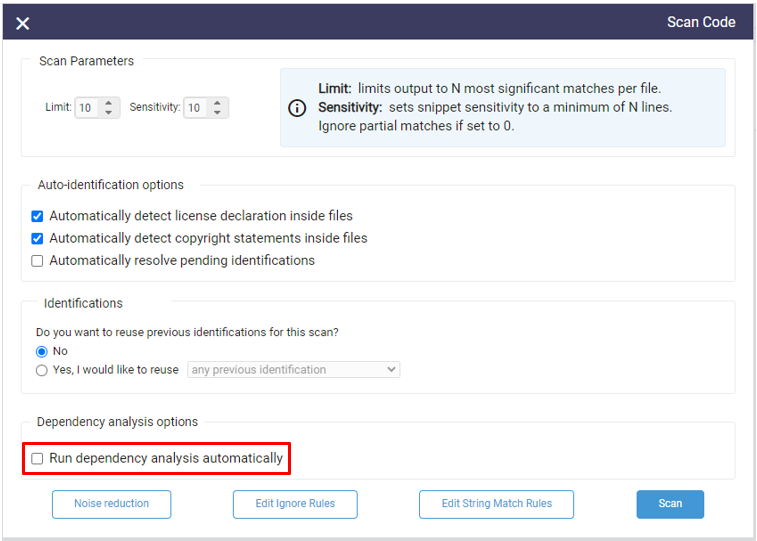 Scan Code
Scan Parameters
Limit: 10 Sensitivity: 10
Limit: limits output to N most significant matches per file.
Sensitivity: sets snippet sensitivity to a minimum of N lines.
Ignore partial matches if set to 0.
Auto-identification options
Automatically detect license declaration inside files
Automatically detect copyright statements inside files
Automatically resolve pending identifications
Identifications
Do you want to reuse previous identifications for this scan?
No
Yes, I would like to reuse any previous identification
Dependency analysis options
Run dependency analysis automatically
Noise reduction Edit Ignore Rules Edit String Match Rules Scan